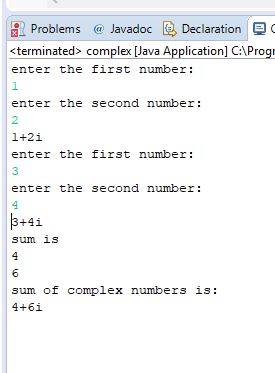 Problems @ Javadoc Declaration
<terminated> complex [Java Application] C:\Progr
enter the first number:
1
enter the second number:
2
1+2i
enter the first number:
3
enter the second number:
4
3+4i
sum is
4
6
sum of complex numbers is:
4+6i